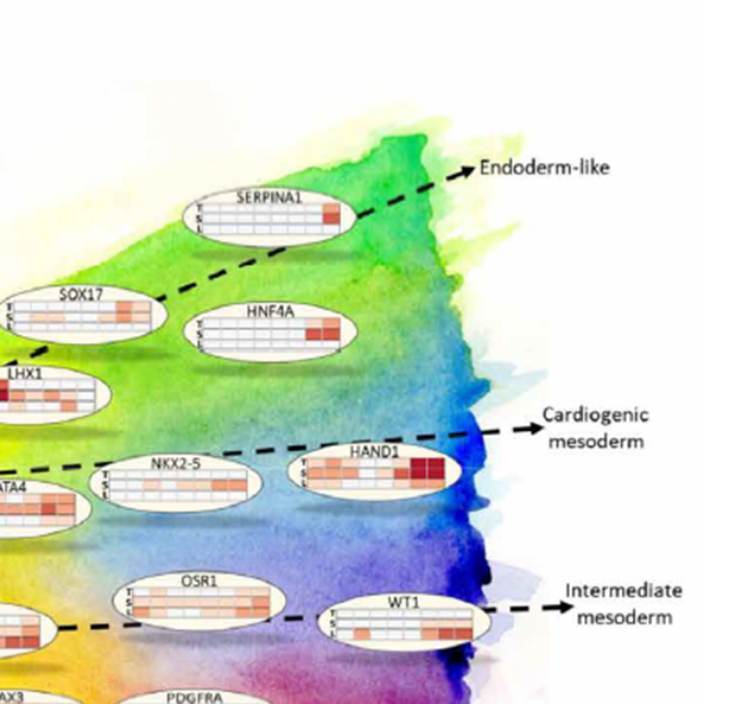 Endoderm-like
SERPINA1
T
S
L
SOX17
T
S
L
HNF4A
T
S
L
LHX1
Cardiogenic
mesoderm
HAND1
T
S
L
NKX2-5
T
S
L
ATA4
OSR1
T
S
L
Intermediate
mesoderm
WT1
T
S
L
AX3
PDGFRA